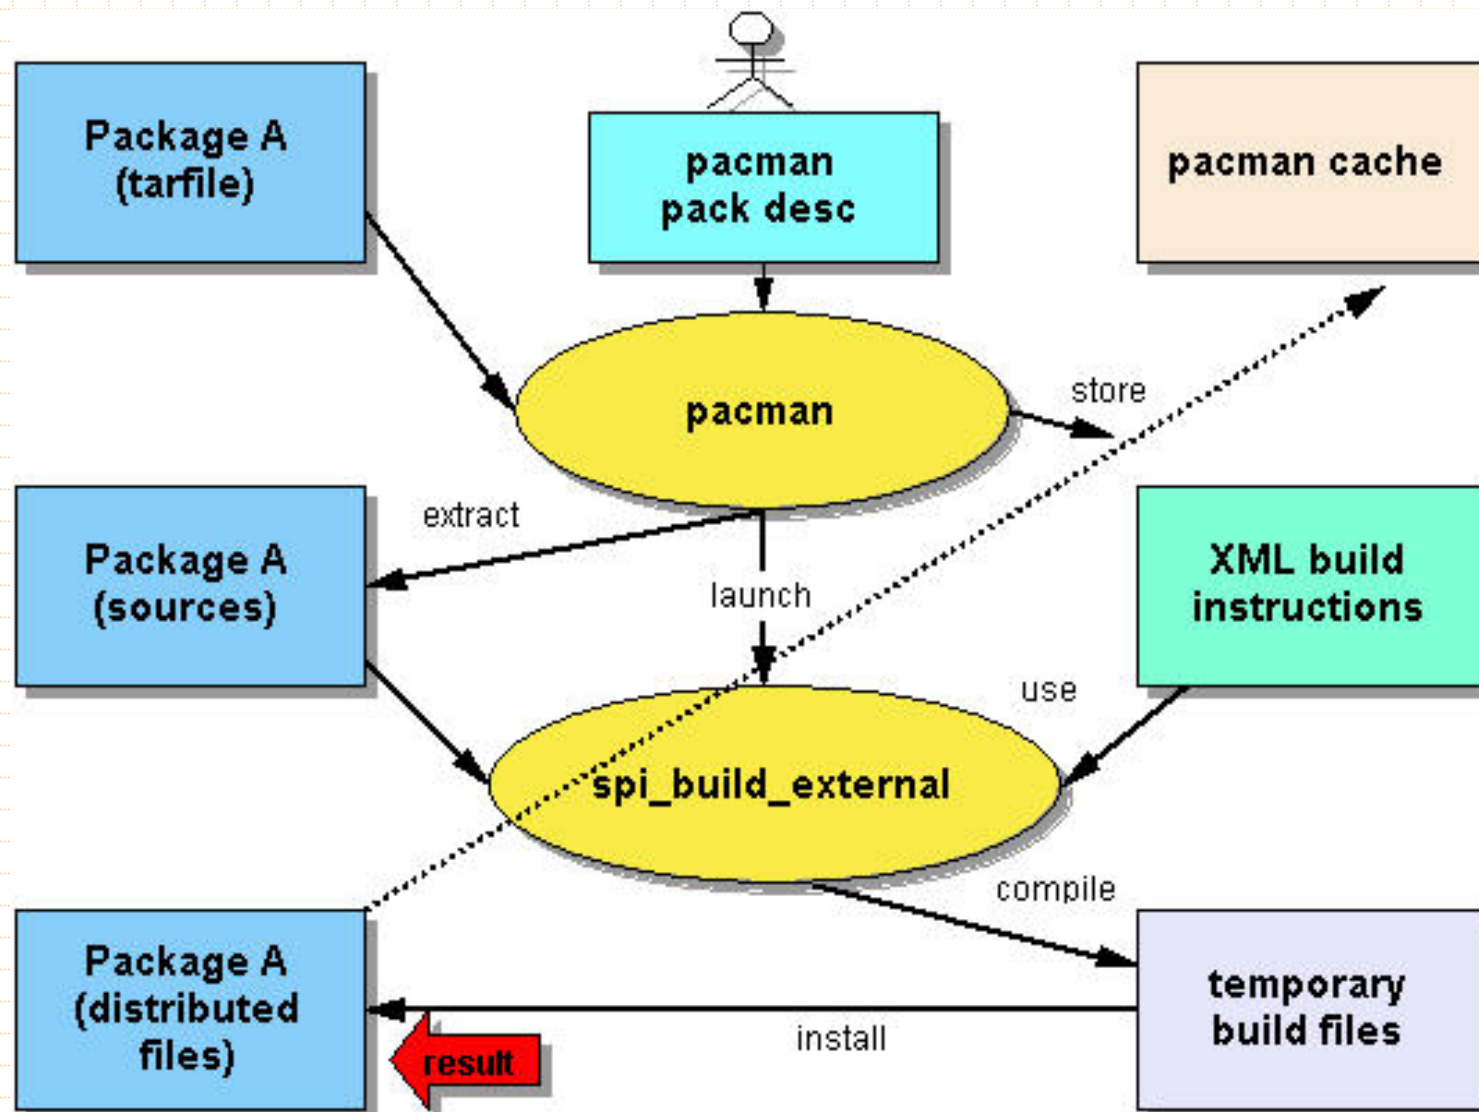 Package A
(tarfile)
pacman
pack desc
pacman cache
pacman
store
extract
Package A
(sources)
launch
XML build
instructions
use
spi_build_external
compile
Package A
(distributed
files)
temporary
build files
install
result